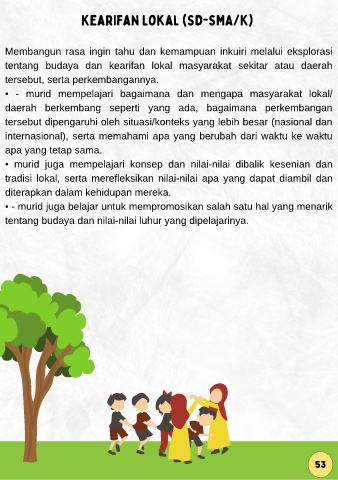 KEARIFAN LOKAL (SD-SMA/K)
Membangun rasa ingin tahu dan kemampuan inkuiri melalui eksplorasi
tentang budaya dan kearifan lokal masyarakat sekitar atau daerah
tersebut, serta perkembangannya.
• - murid mempelajari bagaimana dan mengapa masyarakat lokal/
daerah berkembang seperti yang ada, bagaimana perkembangan
tersebut dipengaruhi oleh situasi/konteks yang lebih besar (nasional dan
internasional), serta memahami apa yang berubah dari waktu ke waktu
apa yang tetap sama.
• murid juga mempelajari konsep dan nilai-nilai dibalik kesenian dan
tradisi lokal, serta merefleksikan nilai-nilai apa yang dapat diambil dan
diterapkan dalam kehidupan mereka.
• - murid juga belajar untuk mempromosikan salah satu hal yang menarik
tentang budaya dan nilai-nilai luhur yang dipelajarinya.
53